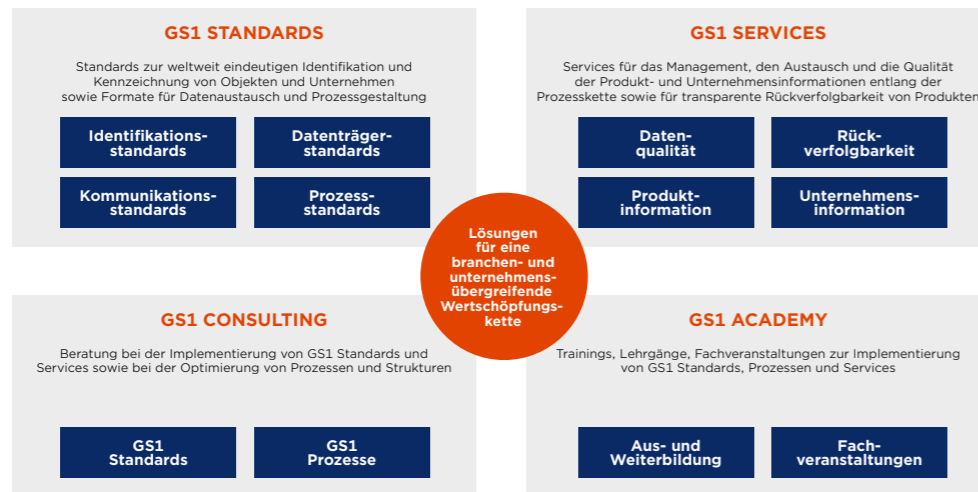 GS1 STANDARDS
Standards zur weltweit eindeutigen Identifikation und
Kennzeichnung von Objekten und Unternehmen
sowie Formate für Datenaustausch und Prozessgestaltung
Identifikations-
standards
Datenträger-
standards
Kommunikations-
standards
Prozess-
standards
GS1 SERVICES
Services für das Management, den Austausch und die Qualität
der Produkt- und Unternehmensinformationen entlang der
Prozesskette sowie für transparente Rückverfolgbarkeit von Produkten
Daten-
qualität
Rück-
verfolgbarkeit
Produkt-
information
Unternehmens-
information
Lösungen
für eine
branchen- und
unternehmens-
übergreifende
Wertschöpfungs-
kette
GS1 CONSULTING
Beratung bei der Implementierung von GS1 Standards und
Services sowie bei der Optimierung von Prozessen und Strukturen
GS1
Standards
GS1
Prozesse
GS1 ACADEMY
Trainings, Lehrgänge, Fachveranstaltungen zur Implementierung
von GS1 Standards, Prozessen und Services
Aus- und
Weiterbildung
Fach-
veranstaltungen